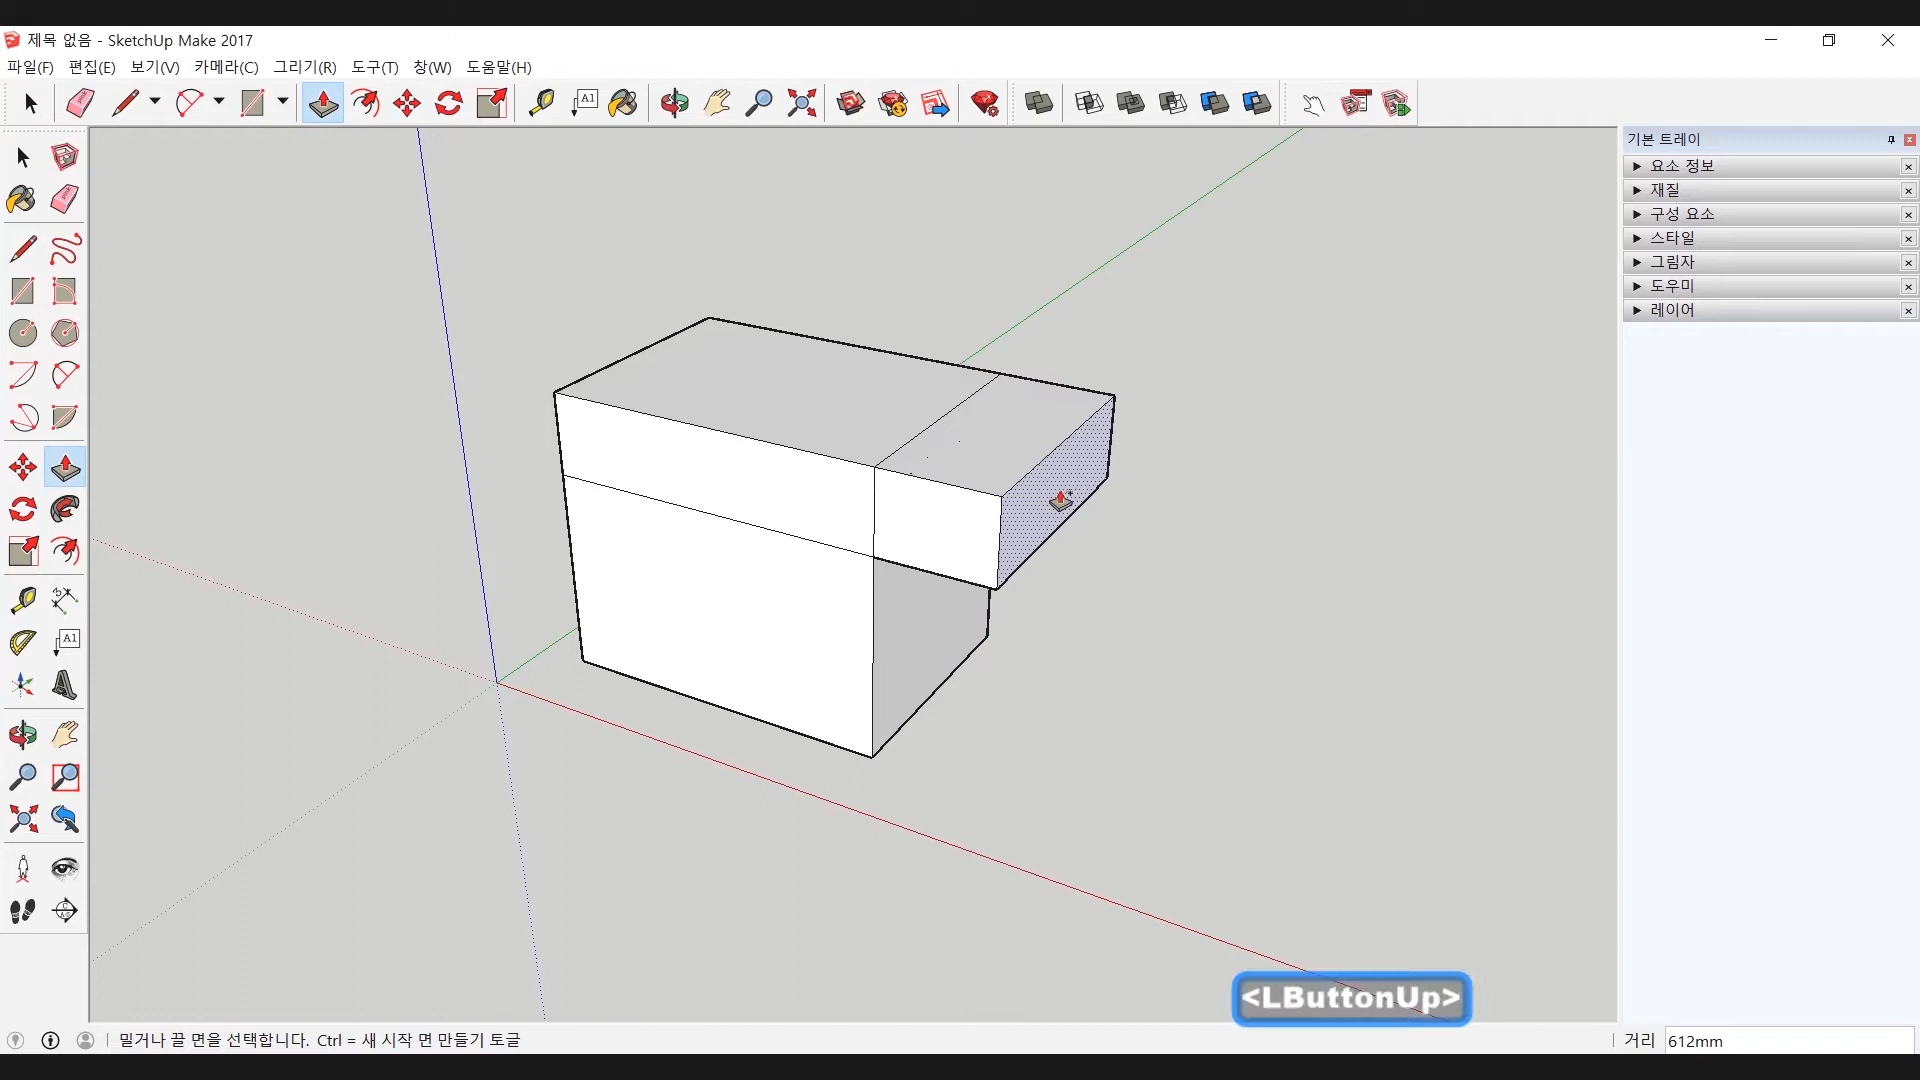 제목 없음 - SketchUp Make 2017
파일(F) 편집(E) 보기(V) 카메라(C) 그리기(R) 도구(T) 창(W) 도움말(H)
A1
기본 트레이
요소 정보
재질
구성 요소
스타일
그림자
도우미
레이어
A1
<LButtonUp>
밀거나 끌 면을 선택합니다. Ctrl = 새 시작 면 만들기 토글
거리 612mm